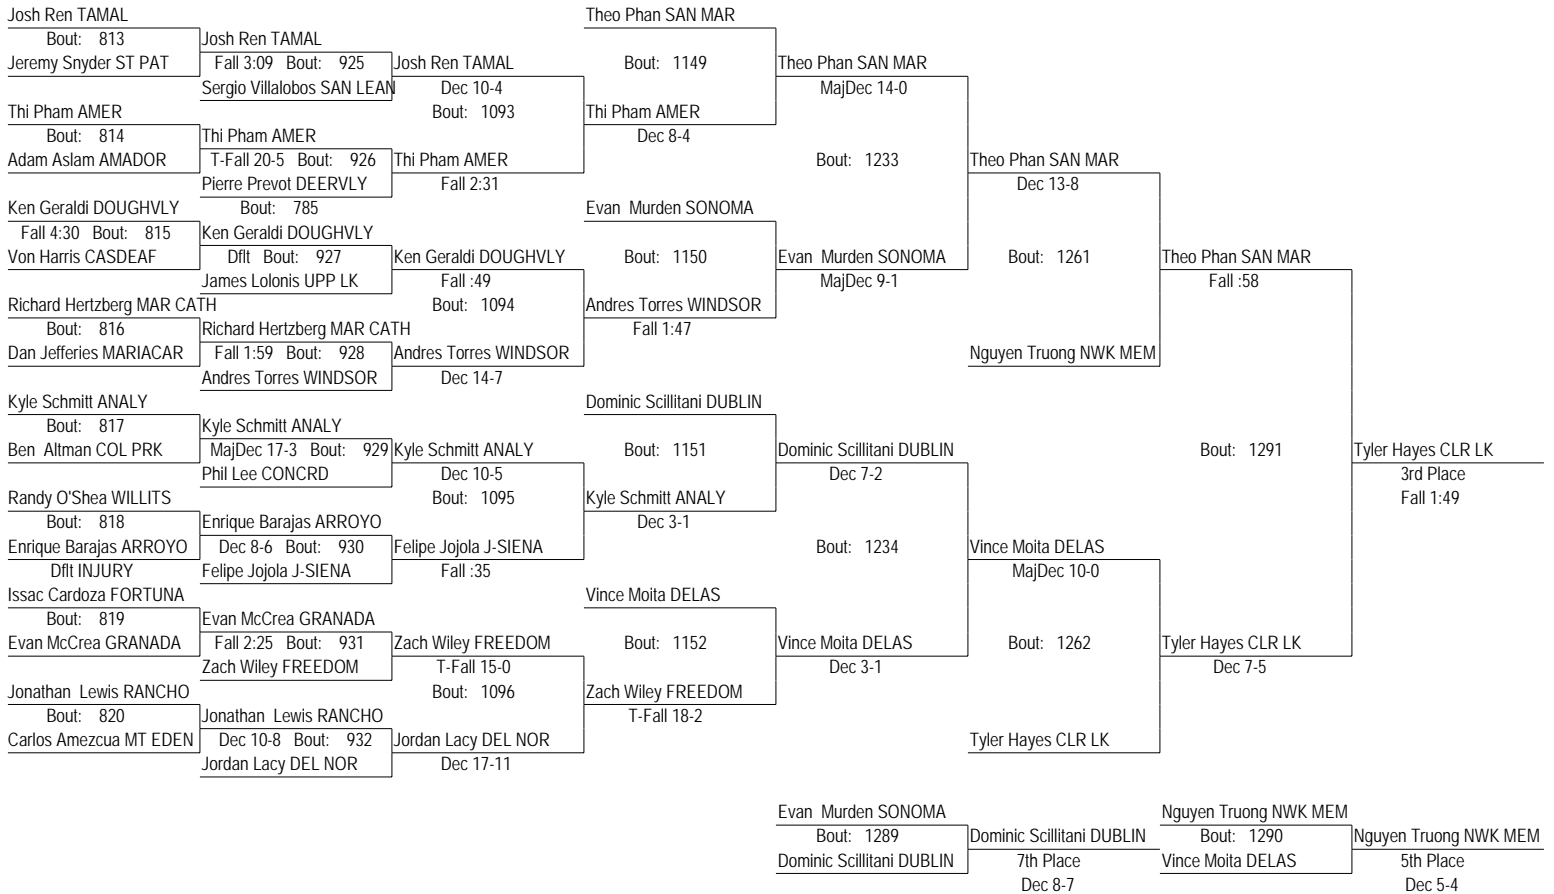 Josh Ren TAMAL
Bout: 813
Jeremy Snyder ST PAT
Thi Pham AMER
Bout: 814
Adam Aslam AMADOR
Ken Geraldi DOUGHVLY
Fall 4:30 Bout: 815
Von Harris CASDEAF
Richard Hertzberg MAR CATH
Bout: 816
Dan Jefferies MARIACAR
Kyle Schmitt ANALY
Bout: 817
Ben Altman COL PRK
Randy O'Shea WILLITS
Bout: 818
Enrique Barajas ARROYO
Dflt INJURY
Issac Cardoza FORTUNA
Bout: 819
Evan McCrea GRANADA
Jonathan Lewis RANCHO
Bout: 820
Carlos Amezcua MT EDEN
Josh Ren TAMAL
Fall 3:09 Bout: 925
Sergio Villalobos SAN LEAN
Thi Pham AMER
T-Fall 20-5 Bout: 926
Pierre Prevot DEERVLY
Bout: 785
Ken Geraldi DOUGHVLY
Dflt Bout: 927
James Lolonis UPP LK
Richard Hertzberg MAR CATH
Fall 1:59 Bout: 928
Andres Torres WINDSOR
Kyle Schmitt ANALY
MajDec 17-3 Bout: 929
Phil Lee CONCRD
Enrique Barajas ARROYO
Dec 8-6 Bout: 930
Felipe Jojola J-SIENA
Evan McCrea GRANADA
Fall 2:25 Bout: 931
Zach Wiley FREEDOM
Jonathan Lewis RANCHO
Dec 10-8 Bout: 932
Jordan Lacy DEL NOR
Josh Ren TAMAL
Dec 10-4
Bout: 1093
Thi Pham AMER
Fall 2:31
Ken Geraldi DOUGHVLY
Fall :49
Bout: 1094
Andres Torres WINDSOR
Dec 14-7
Kyle Schmitt ANALY
Dec 10-5
Bout: 1095
Felipe Jojola J-SIENA
Fall :35
Zach Wiley FREEDOM
T-Fall 15-0
Bout: 1096
Jordan Lacy DEL NOR
Dec 17-11
Theo Phan SAN MAR
Bout: 1149
Thi Pham AMER
Dec 8-4
Evan Murden SONOMA
Bout: 1150
Andres Torres WINDSOR
Fall 1:47
Dominic Scillitani DUBLIN
Bout: 1151
Kyle Schmitt ANALY
Dec 3-1
Vince Moita DELAS
Bout: 1152
Zach Wiley FREEDOM
T-Fall 18-2
Theo Phan SAN MAR
MajDec 14-0
Bout: 1233
Evan Murden SONOMA
MajDec 9-1
Dominic Scillitani DUBLIN
Dec 7-2
Bout: 1234
Vince Moita DELAS
Dec 3-1
Theo Phan SAN MAR
Dec 13-8
Bout: 1261
Nguyen Truong NWK MEM
Vince Moita DELAS
MajDec 10-0
Bout: 1262
Tyler Hayes CLR LK
Theo Phan SAN MAR
Fall :58
Bout: 1291
Tyler Hayes CLR LK
Dec 7-5
Tyler Hayes CLR LK
3rd Place
Fall 1:49
Evan Murden SONOMA
Bout: 1289
Dominic Scillitani DUBLIN
Dominic Scillitani DUBLIN
7th Place
Dec 8-7
Nguyen Truong NWK MEM
Bout: 1290
Vince Moita DELAS
Nguyen Truong NWK MEM
5th Place
Dec 5-4